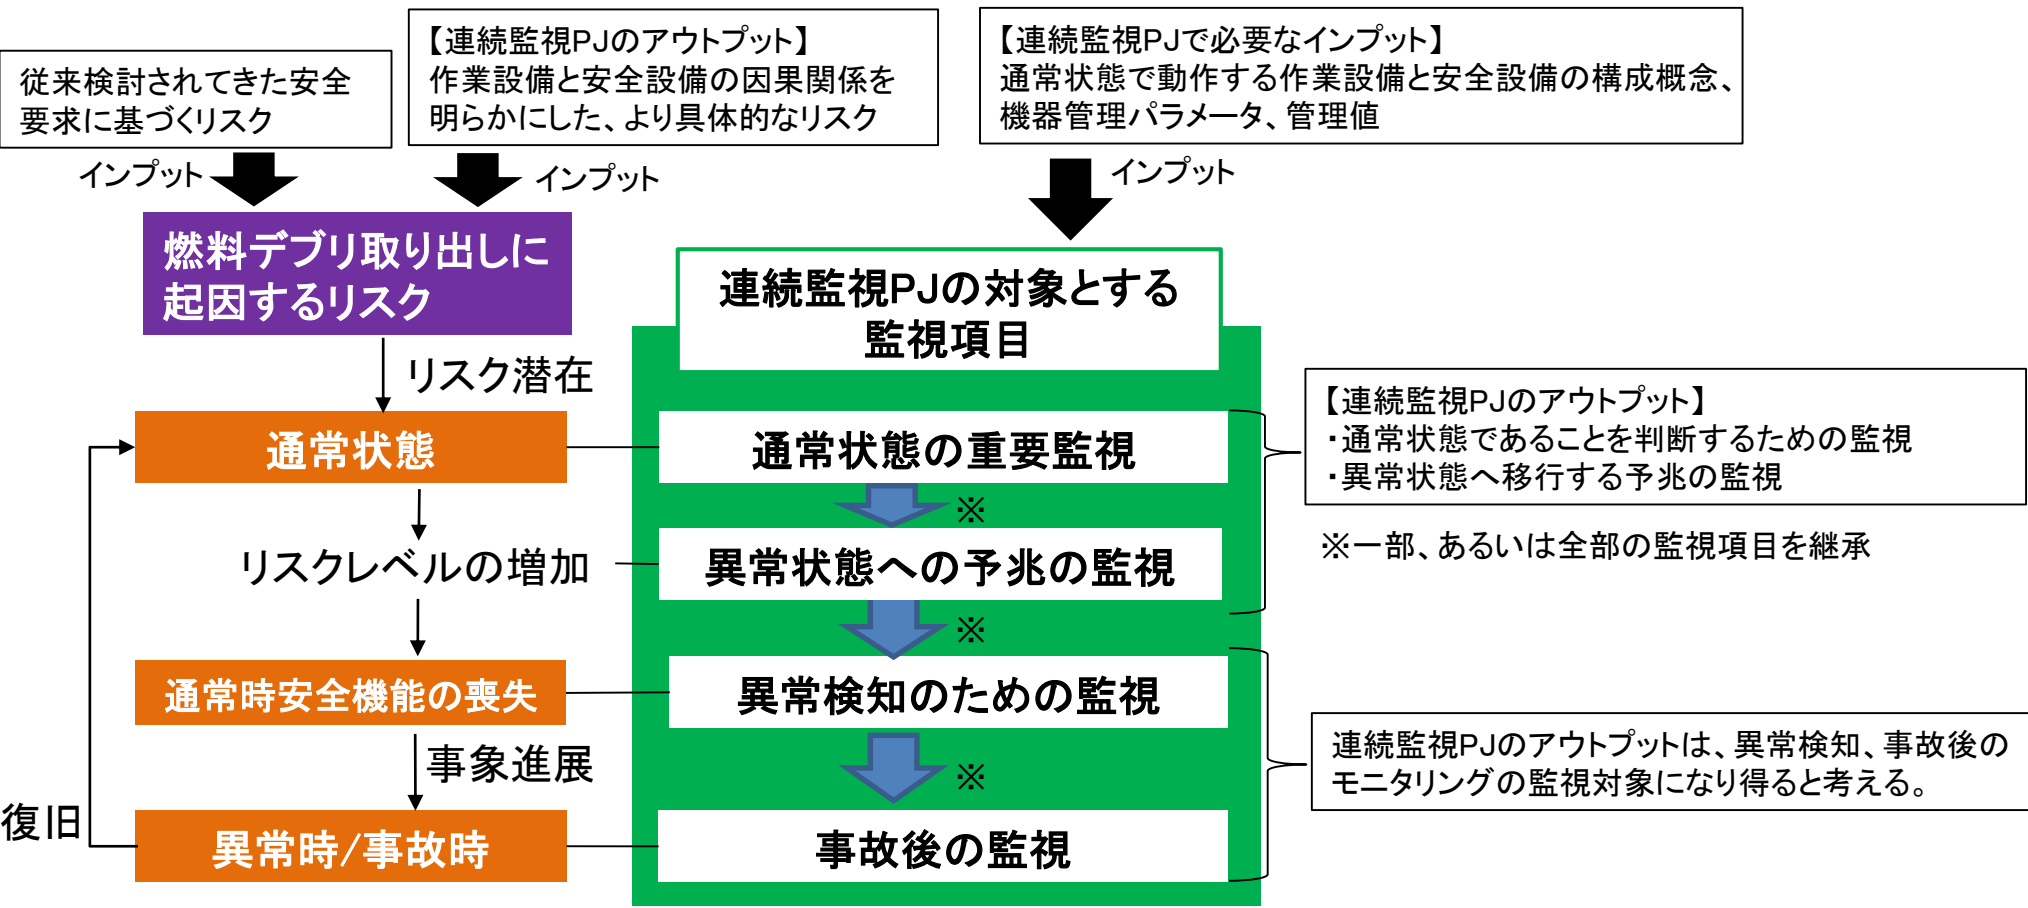 従来検討されてきた安全
要求に基づくリスク
【連続監視PJのアウトプット】
作業設備と安全設備の因果関係を
明らかにした、より具体的なリスク
【連続監視PJで必要なインプット】
通常状態で動作する作業設備と安全設備の構成概念、
機器管理パラメータ、管理値
インプット
インプット
インプット
燃料デブリ取り出しに
起因するリスク
連続監視PJの対象とする
監視項目
リスク潜在
通常状態
通常状態の重要監視
【連続監視PJのアウトプット】
・通常状態であることを判断するための監視
・異常状態へ移行する予兆の監視
※
※一部、あるいは全部の監視項目を継承
リスクレベルの増加
異常状態への予兆の監視
※
通常時安全機能の喪失
異常検知のための監視
連続監視PJのアウトプットは、異常検知、事故後の
モニタリングの監視対象になり得ると考える。
事象進展
※
復旧
異常時/事故時
事故後の監視